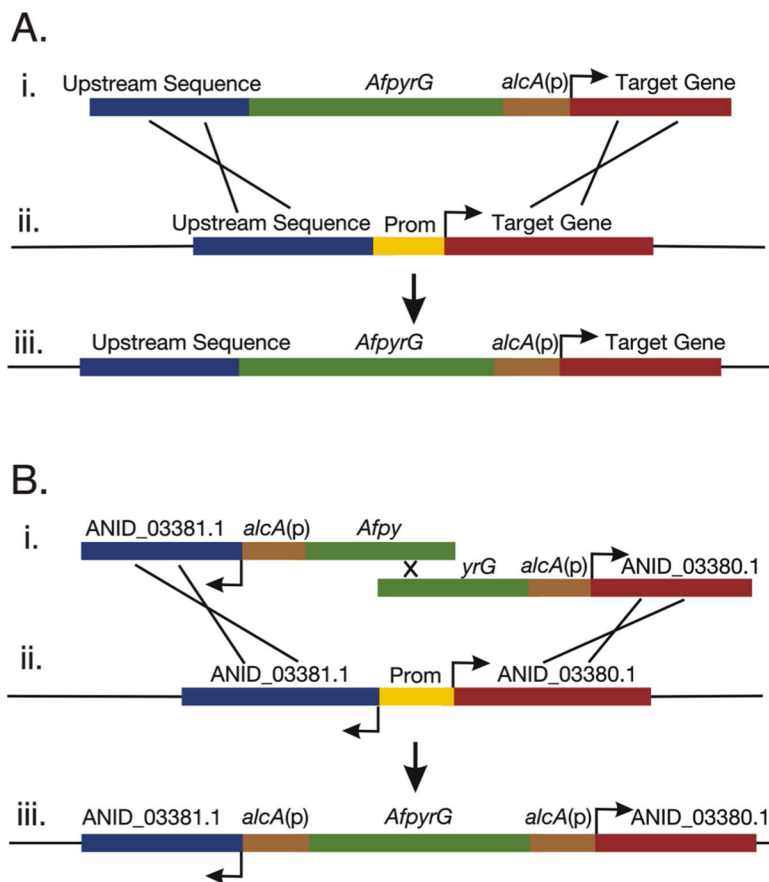 A.
i.
Upstream Sequence AfpyrG alcA(p) Target Gene
ii.
Upstream Sequence Prom Target Gene
iii.
Upstream Sequence AfpyrG alcA(p) Target Gene
B.
i.
ANID_03381.1 alcA(p) Afpy
X yrG alcA(p) ANID_03380.1
ii.
ANID_03381.1 Prom ANID_03380.1
iii.
ANID_03381.1 alcA(p) AfpyrG alcA(p) ANID_03380.1